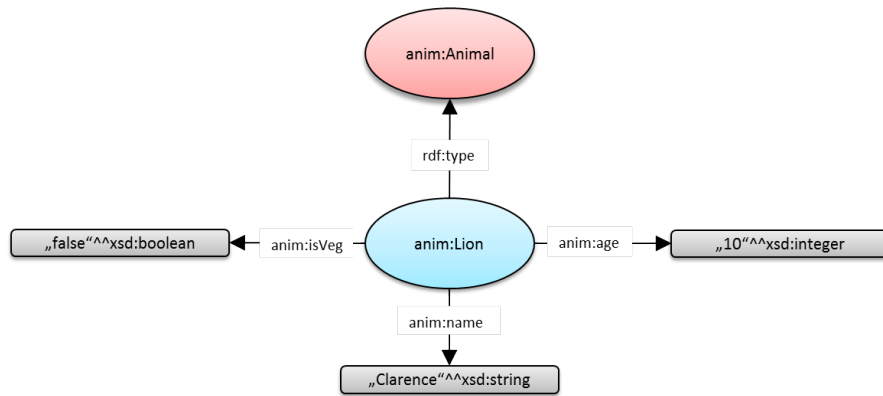 anim:Animal
rdf:type
„false“^^xsd:boolean
anim:isVeg
anim:Lion
anim:age
„10“^^xsd:integer
anim:name
„Clarence“^^xsd:string